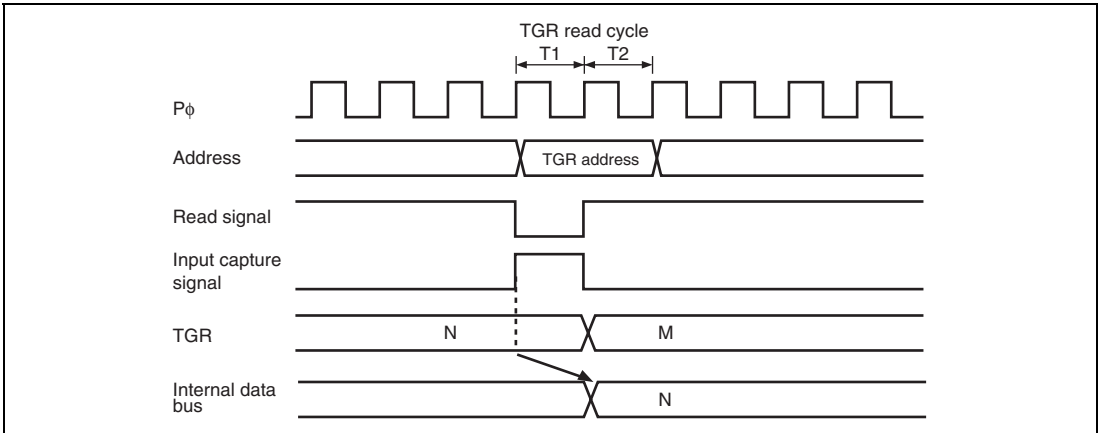 TGR read cycle
T1 T2
Pϕ
Address TGR address
Read signal
Input capture
signal
TGR N M
Internal data
bus N